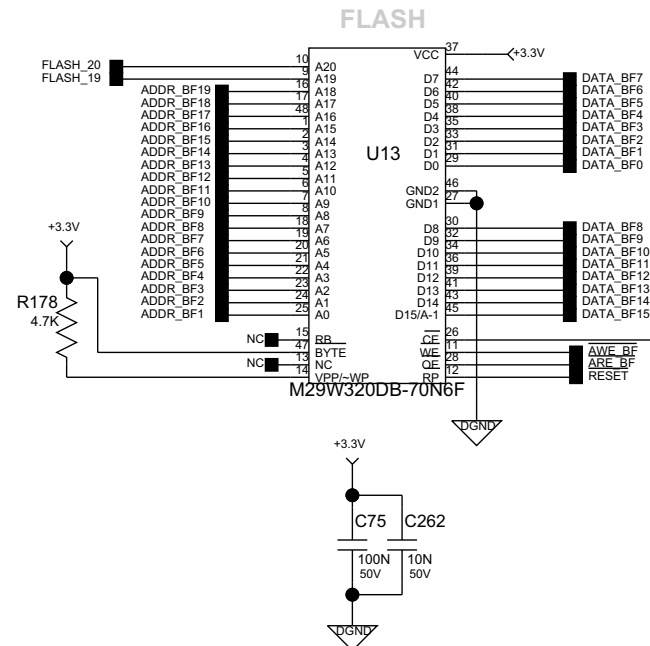 FLASH
FLASH_20 10 A20 VCC 37 +3.3V
FLASH_19 9 A19
ADDR_BF19 16 A18 D7 44 DATA_BF7
ADDR_BF18 17 A17 D6 42 DATA_BF6
ADDR_BF17 48 A16 D5 40 DATA_BF5
ADDR_BF16 1 A15 D4 38 DATA_BF4
ADDR_BF15 2 A14 D3 35 DATA_BF3
ADDR_BF14 3 A13 D2 33 DATA_BF2
ADDR_BF13 4 A12 D1 31 DATA_BF1
ADDR_BF12 5 A11 D0 29 DATA_BF0
U13
ADDR_BF11 6 A10 GND2 46
ADDR_BF10 7 A9 GND1 27
ADDR_BF9 8 A8
ADDR_BF8 18 A7 D8 30 DATA_BF8
ADDR_BF7 19 A6 D9 32 DATA_BF9
ADDR_BF6 20 A5 D10 34 DATA_BF10
ADDR_BF5 21 A4 D11 36 DATA_BF11
ADDR_BF4 22 A3 D12 39 DATA_BF12
ADDR_BF3 23 A2 D13 41 DATA_BF13
ADDR_BF2 24 A1 D14 43 DATA_BF14
ADDR_BF1 25 A0 D15/A-1 45 DATA_BF15
+3.3V
R178
4.7K
NC 15 RB CE 26
47 BYTE WE 11 AWE_BF
NC 13 NC OE 28 ARE_BF
14 VPP/~WP RP 12 RESET
M29W320DB-70N6F
DGND
+3.3V
C75 C262
100N 10N
50V 50V
DGND